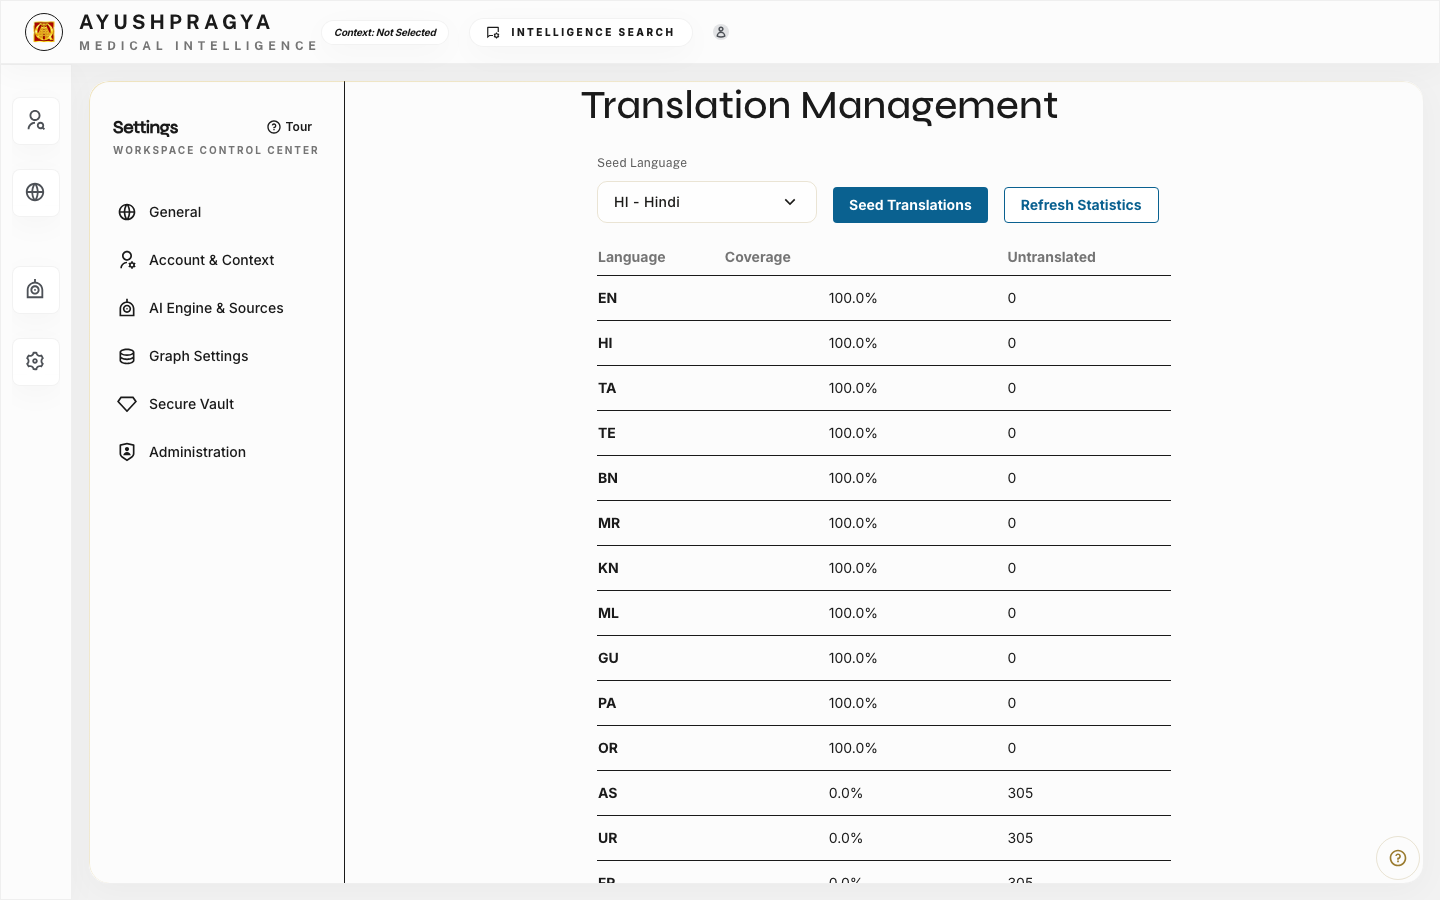 AYUSHPRAGYA
MEDICAL INTELLIGENCE
Context: Not Selected
INTELLIGENCE SEARCH
Settings
Tour
WORKSPACE CONTROL CENTER
General
Account & Context
AI Engine & Sources
Graph Settings
Secure Vault
Administration
Translation Management
Seed Language
HI - Hindi
Seed Translations
Refresh Statistics
Language Coverage Untranslated
EN 100.0% 0
HI 100.0% 0
TA 100.0% 0
TE 100.0% 0
BN 100.0% 0
MR 100.0% 0
KN 100.0% 0
ML 100.0% 0
GU 100.0% 0
PA 100.0% 0
OR 100.0% 0
AS 0.0% 305
UR 0.0% 305
0.0% 305